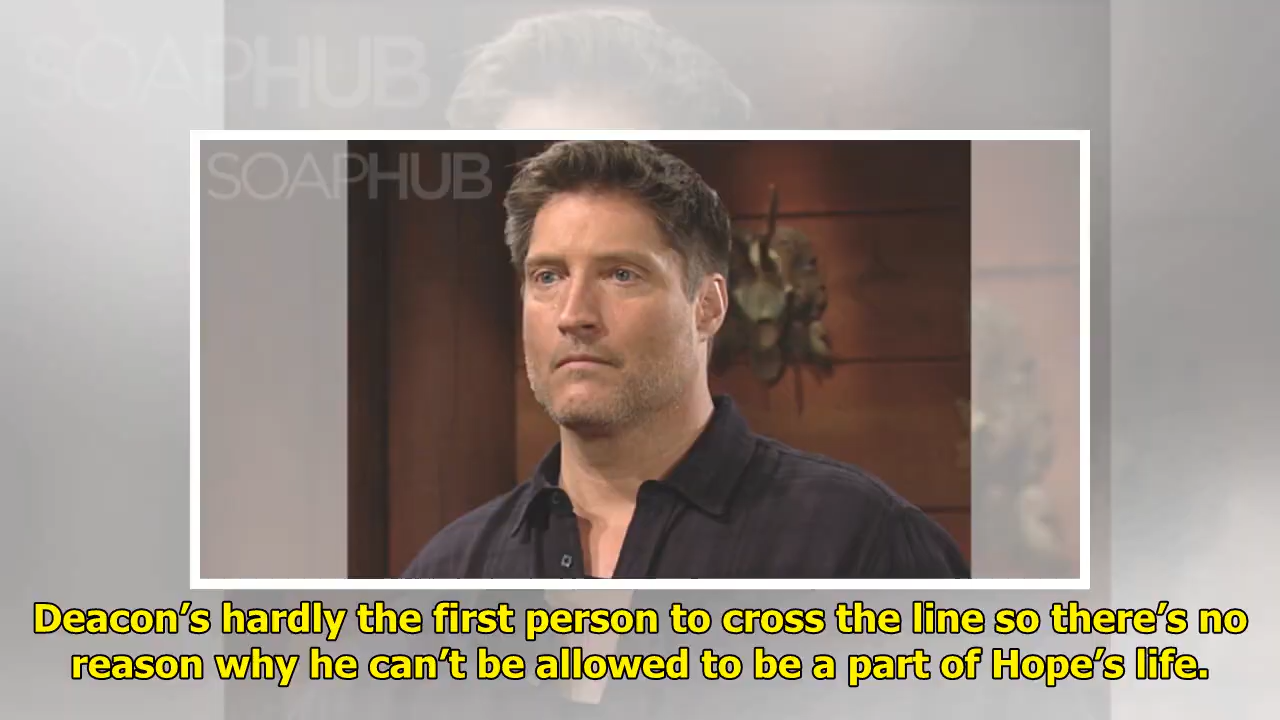 SOAPHUB
SOAPHUB
Deacon’s hardly the first person to cross the line so there’s no
reason why he can’t be allowed to be a part of Hope’s life.